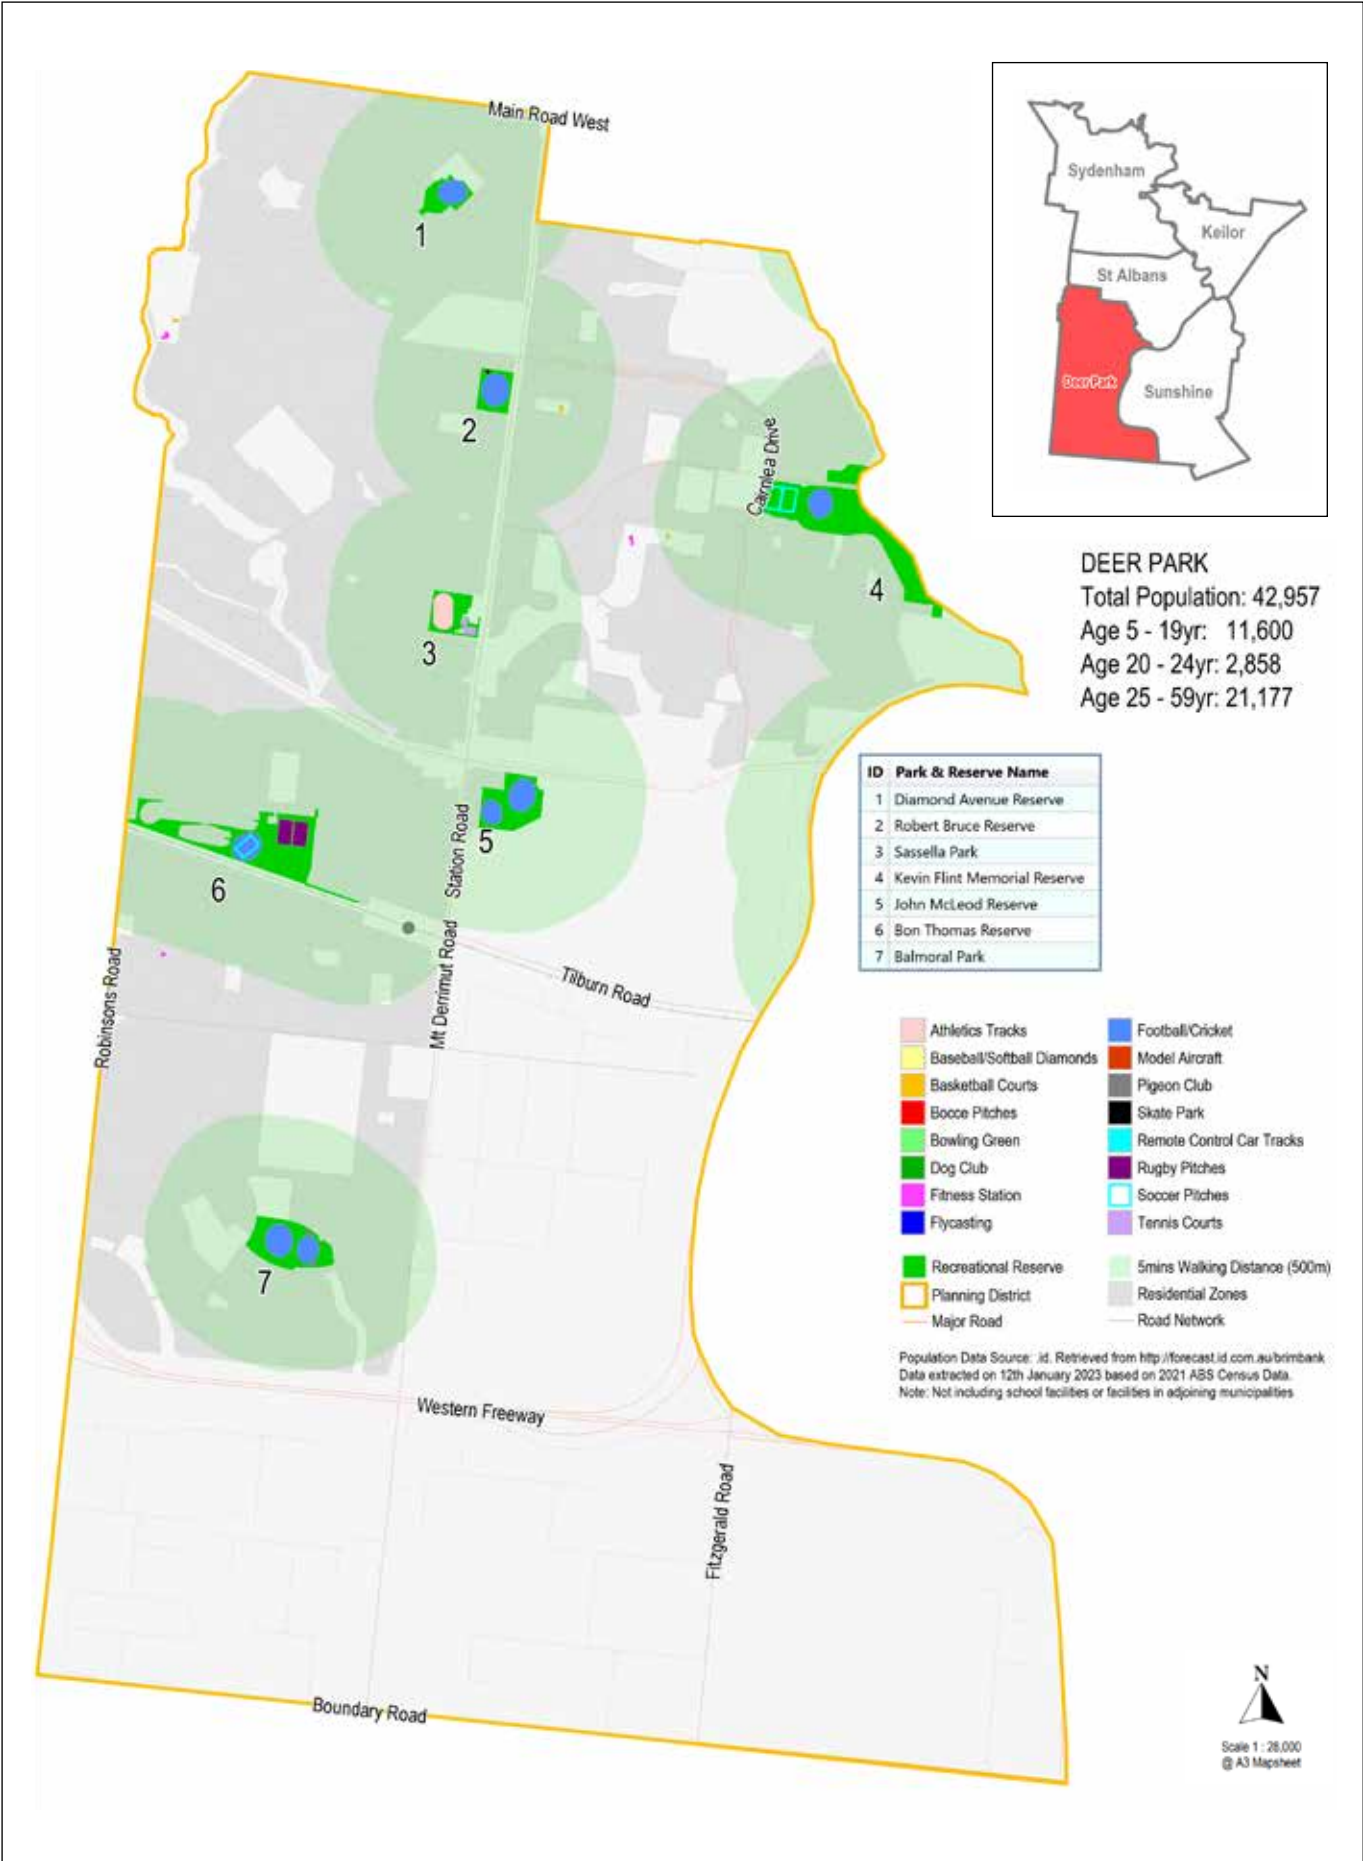 Main Road West
Sydenham
Keilor
St Albans
Deer Park
Sunshine
1
2
Cairnlea Drive
DEER PARK
Total Population: 42,957
Age 5 - 19yr: 11,600
Age 20 - 24yr: 2,858
Age 25 - 59yr: 21,177
4
3
ID Park & Reserve Name
1 Diamond Avenue Reserve
2 Robert Bruce Reserve
3 Sassella Park
4 Kevin Flint Memorial Reserve
5 John McLeod Reserve
6 Bon Thomas Reserve
7 Balmoral Park
Station Road
5
6
Mt Derrimut Road
Tilburn Road
Robinsons Road
Athletics Tracks
Baseball/Softball Diamonds
Basketball Courts
Bocce Pitches
Bowling Green
Dog Club
Fitness Station
Flycasting
Football/Cricket
Model Aircraft
Pigeon Club
Skate Park
Remote Control Car Tracks
Rugby Pitches
Soccer Pitches
Tennis Courts
Recreational Reserve
Planning District
Major Road
5mins Walking Distance (500m)
Residential Zones
Road Network
7
Population Data Source: .id. Retrieved from http://forecast.id.com.au/brimbank
Data extracted on 12th January 2023 based on 2021 ABS Census Data.
Note: Not including school facilities or facilities in adjoining municipalities
Western Freeway
Fitzgerald Road
Boundary Road
N
Scale 1 : 28,000
@ A3 Mapsheet